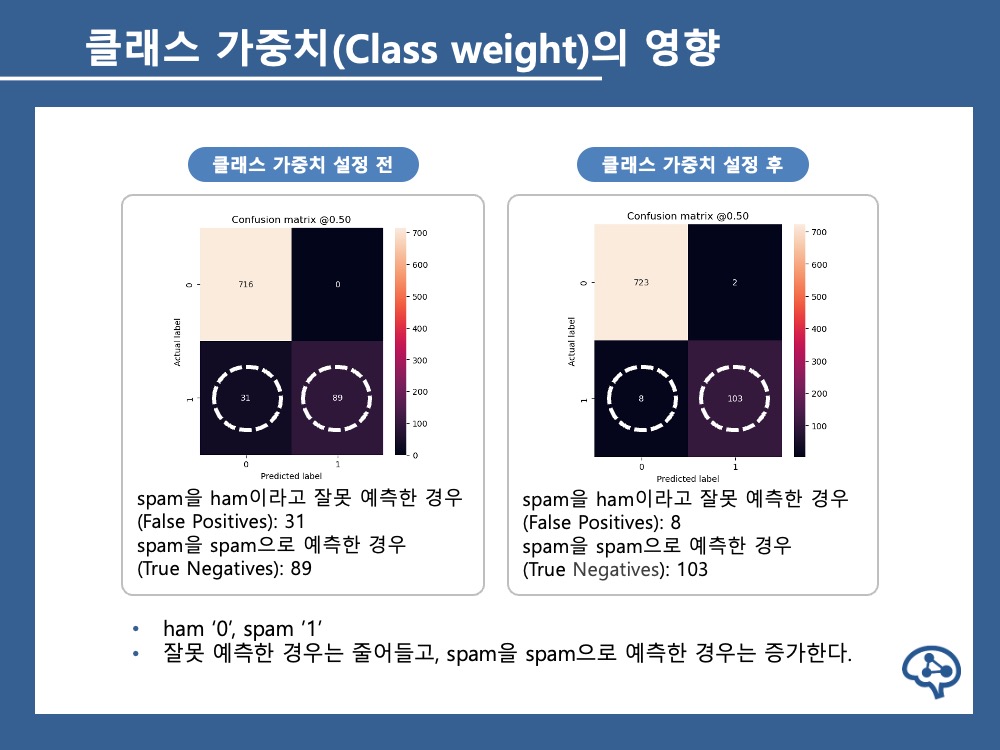 클래스 가중치(Class weight)의 영향
클래스 가중치 설정 전
Confusion matrix @0.50
716
0
31
89
0
1
Actual label
0
1
Predicted label
700
600
500
400
300
200
100
0
spam을 ham이라고 잘못 예측한 경우
(False Positives): 31
spam을 spam으로 예측한 경우
(True Negatives): 89
클래스 가중치 설정 후
Confusion matrix @0.50
723
2
8
103
0
1
Actual label
0
1
Predicted label
700
600
500
400
300
200
100
spam을 ham이라고 잘못 예측한 경우
(False Positives): 8
spam을 spam으로 예측한 경우
(True Negatives): 103
• ham ‘0’, spam ‘1’
• 잘못 예측한 경우는 줄어들고, spam을 spam으로 예측한 경우는 증가한다.